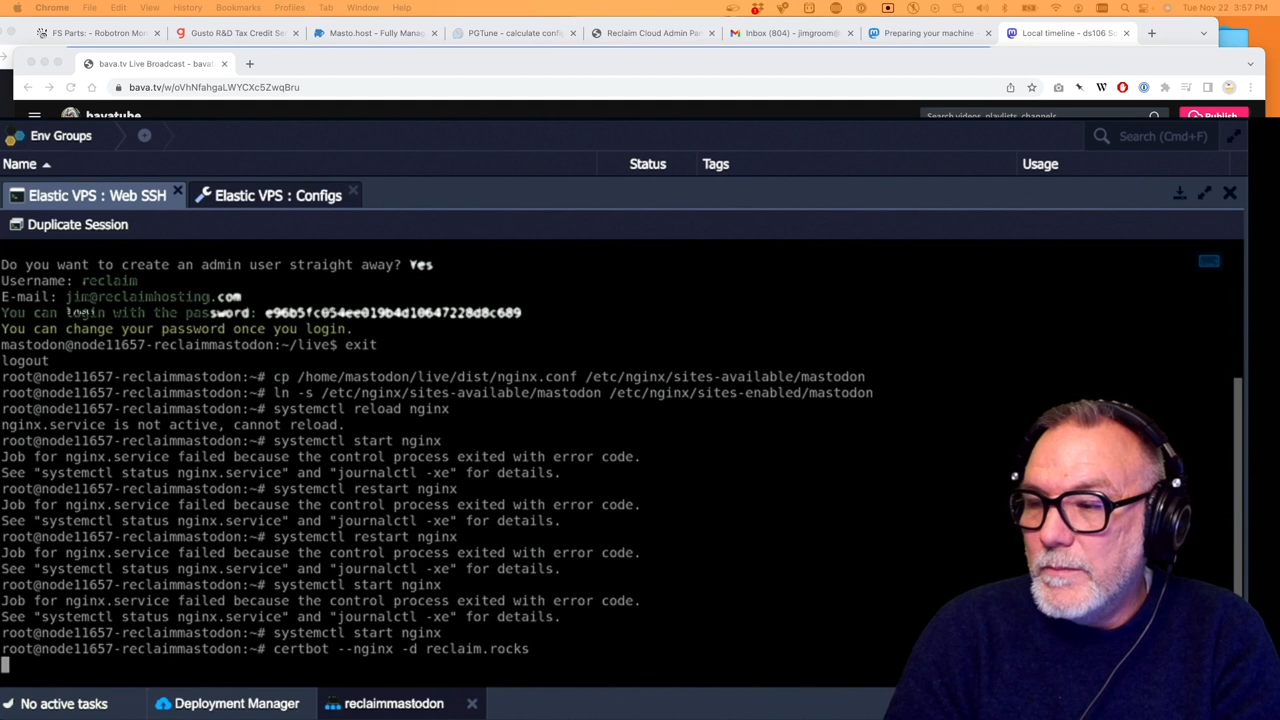 Chrome File Edit View History Bookmarks Profiles Tab Window Help Tue Nov 22 3:57 PM
FS Parts: - Robotron Mon Gusto R&D Tax Credit Serv Masto.host - Fully Manag PGTune - calculate config Reclaim Cloud Admin Pan Inbox (804) - jimgroom@ Preparing your machine - Local timeline - ds106 So
bava.tv Live Broadcast - bavat
bava.tv/w/oVhNfahgaLWYCXc5ZwqBru
bavatube Search videos, playlists, channels, Publish
Env Groups Search (Cmd+F)
Name Status Tags Usage
Elastic VPS : Web SSH Elastic VPS : Configs
Duplicate Session
Do you want to create an admin user straight away? Yes
Username: reclaim
E-mail: jim@reclaimhosting.com
You can login with the password: e96b5fc054ee019b4d10647228d8c689
You can change your password once you login.
mastodon@node11657-reclaimmastodon:~/live$ exit
logout
root@node11657-reclaimmastodon:~# cp /home/mastodon/live/dist/nginx.conf /etc/nginx/sites-available/mastodon
root@node11657-reclaimmastodon:~# ln -s /etc/nginx/sites-available/mastodon /etc/nginx/sites-enabled/mastodon
root@node11657-reclaimmastodon:~# systemctl reload nginx
nginx.service is not active, cannot reload.
root@node11657-reclaimmastodon:~# systemctl start nginx
Job for nginx.service failed because the control process exited with error code.
See "systemctl status nginx.service" and "journalctl -xe" for details.
root@node11657-reclaimmastodon:~# systemctl restart nginx
Job for nginx.service failed because the control process exited with error code.
See "systemctl status nginx.service" and "journalctl -xe" for details.
root@node11657-reclaimmastodon:~# systemctl restart nginx
Job for nginx.service failed because the control process exited with error code.
See "systemctl status nginx.service" and "journalctl -xe" for details.
root@node11657-reclaimmastodon:~# systemctl start nginx
Job for nginx.service failed because the control process exited with error code.
See "systemctl status nginx.service" and "journalctl -xe" for details.
root@node11657-reclaimmastodon:~# systemctl start nginx
root@node11657-reclaimmastodon:~# certbot --nginx -d reclaim.rocks
No active tasks Deployment Manager reclaimmastodon